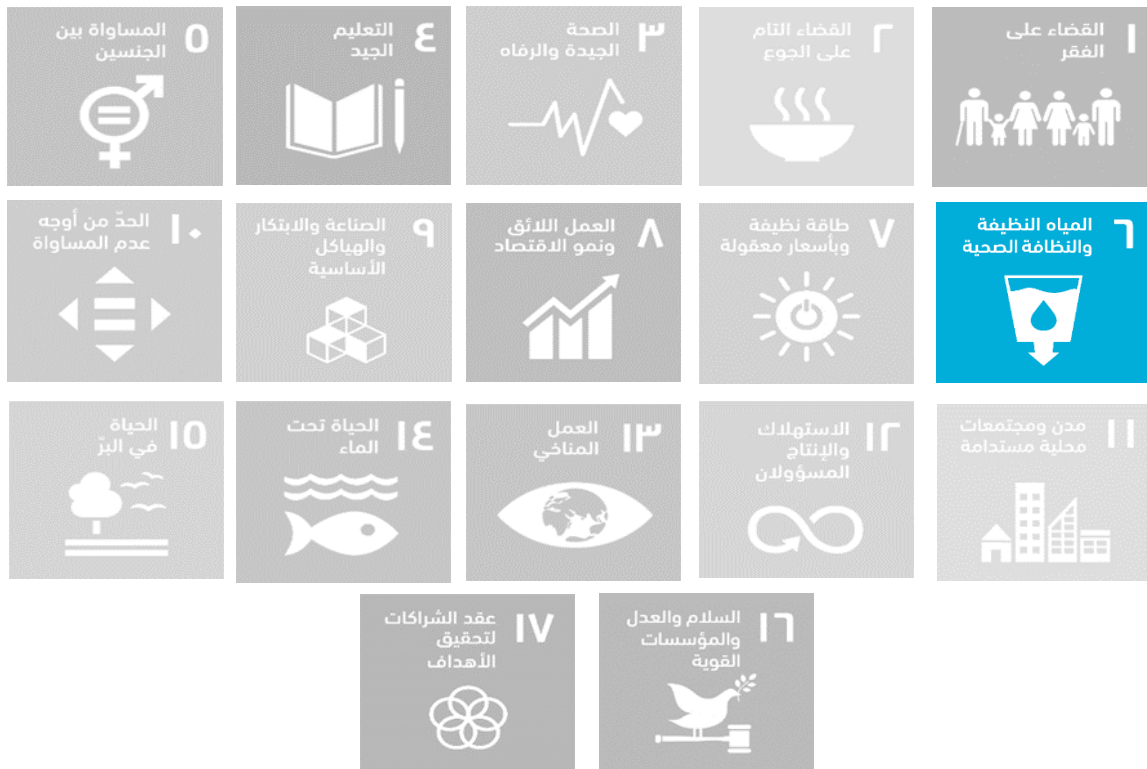 ١
القضاء على
الفقر
٢
القضاء التام
على الجوع
٣
الصحة
الجيدة والرفاه
٤
التعليم
الجيد
٥
المساواة بين
الجنسين
٦
المياه النظيفة
والنظافة الصحية
٧
طاقة نظيفة
وبأسعار معقولة
٨
العمل اللائق
ونمو الاقتصاد
٩
الصناعة والابتكار
والهياكل
الأساسية
١٠
الحدّ من أوجه
عدم المساواة
١١
مدن ومجتمعات
محلية مستدامة
١٢
الاستهلاك
والإنتاج
المسؤولان
١٣
العمل
المناخي
١٤
الحياة تحت
الماء
١٥
الحياة
في البرّ
١٦
السلام والعدل
والمؤسسات
القوية
١٧
عقد الشراكات
لتحقيق
الأهداف